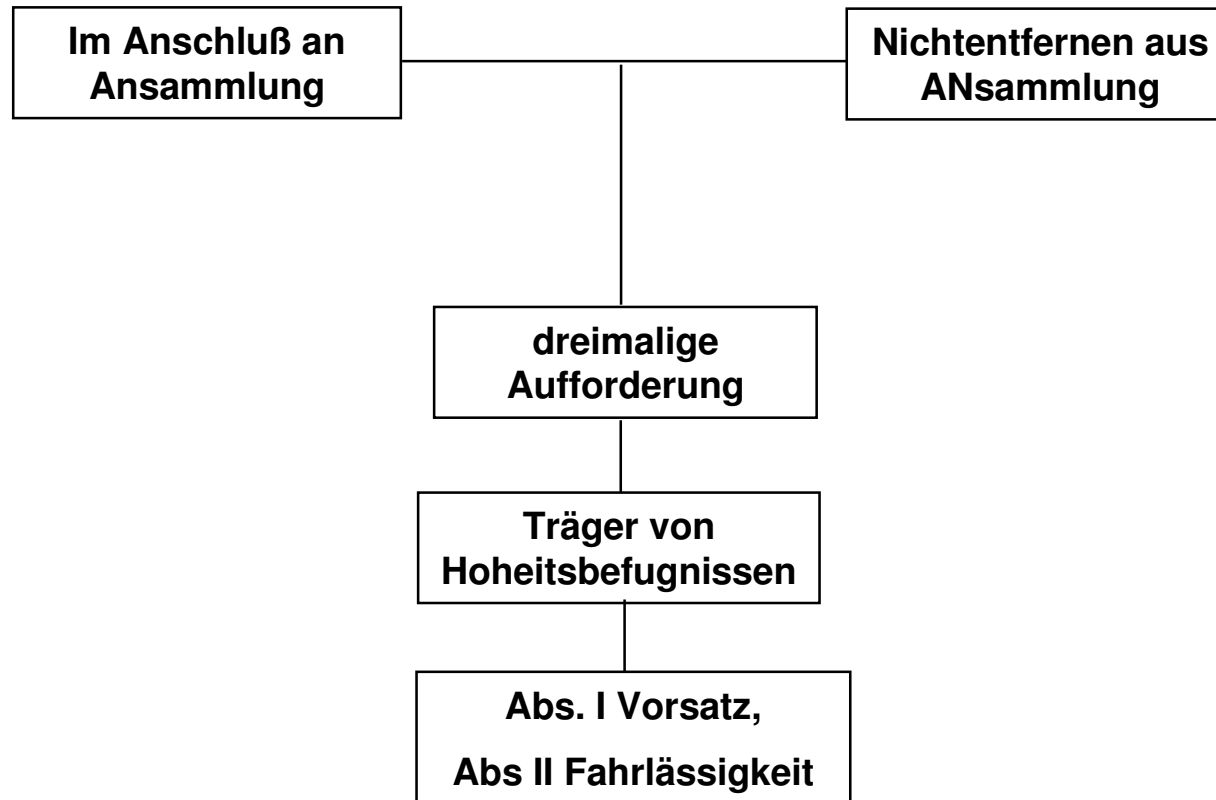 Im Anschluß an
Ansammlung
Nichtentfernen aus
ANsammlung
dreimalige
Aufforderung
Träger von
Hoheitsbefugnissen
Abs. I Vorsatz,
Abs II Fahrlässigkeit